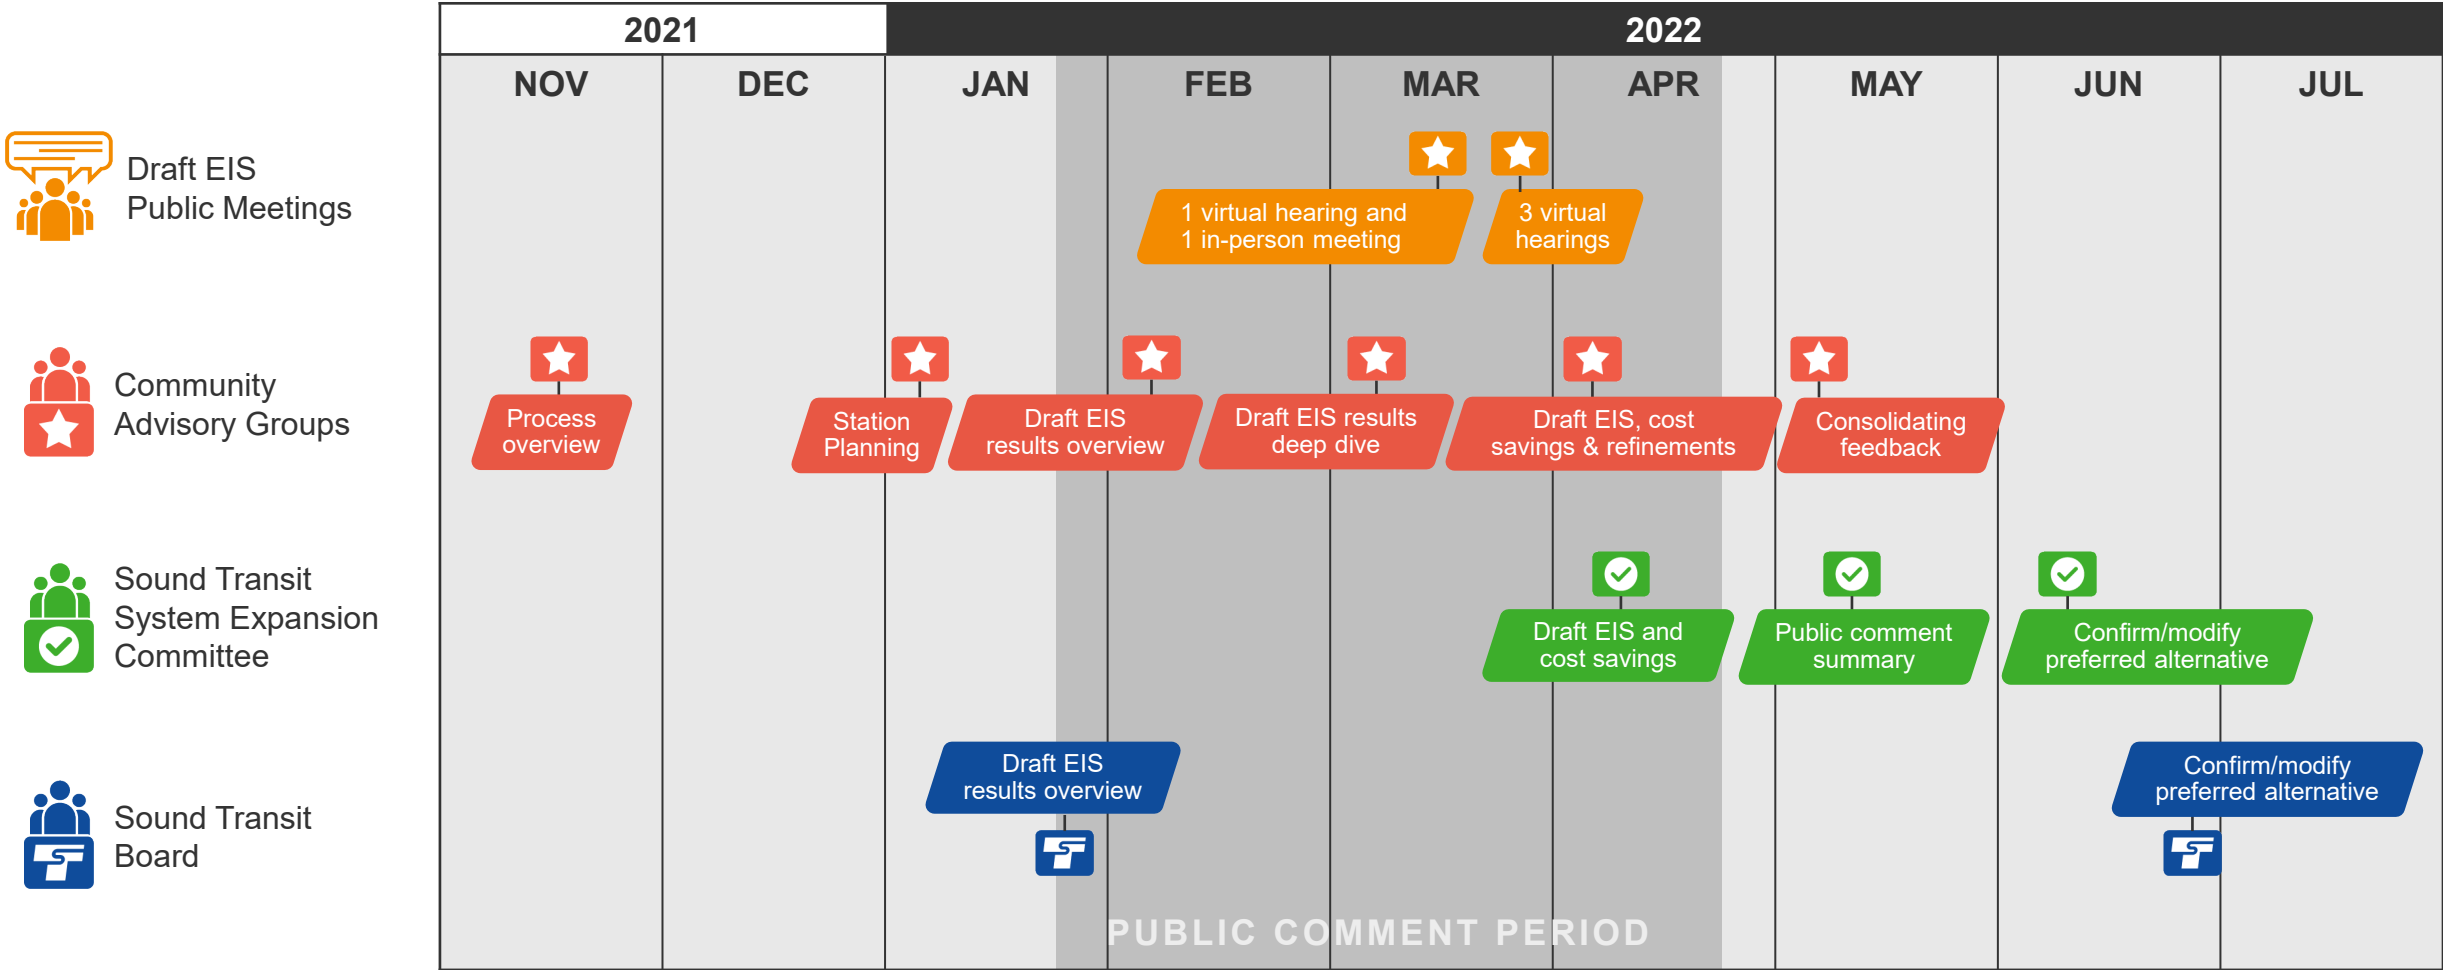 2021
2022
NOV
DEC
JAN
FEB
MAR
APR
MAY
JUN
JUL
Draft EIS
Public Meetings
1 virtual hearing and
1 in-person meeting
3 virtual
hearings
Community
Advisory Groups
Process
overview
Station
Planning
Draft EIS
results overview
Draft EIS results
deep dive
Draft EIS, cost
savings & refinements
Consolidating
feedback
Sound Transit
System Expansion
Committee
Draft EIS and
cost savings
Public comment
summary
Confirm/modify
preferred alternative
Sound Transit
Board
Draft EIS
results overview
Confirm/modify
preferred alternative
PUBLIC COMMENT PERIOD